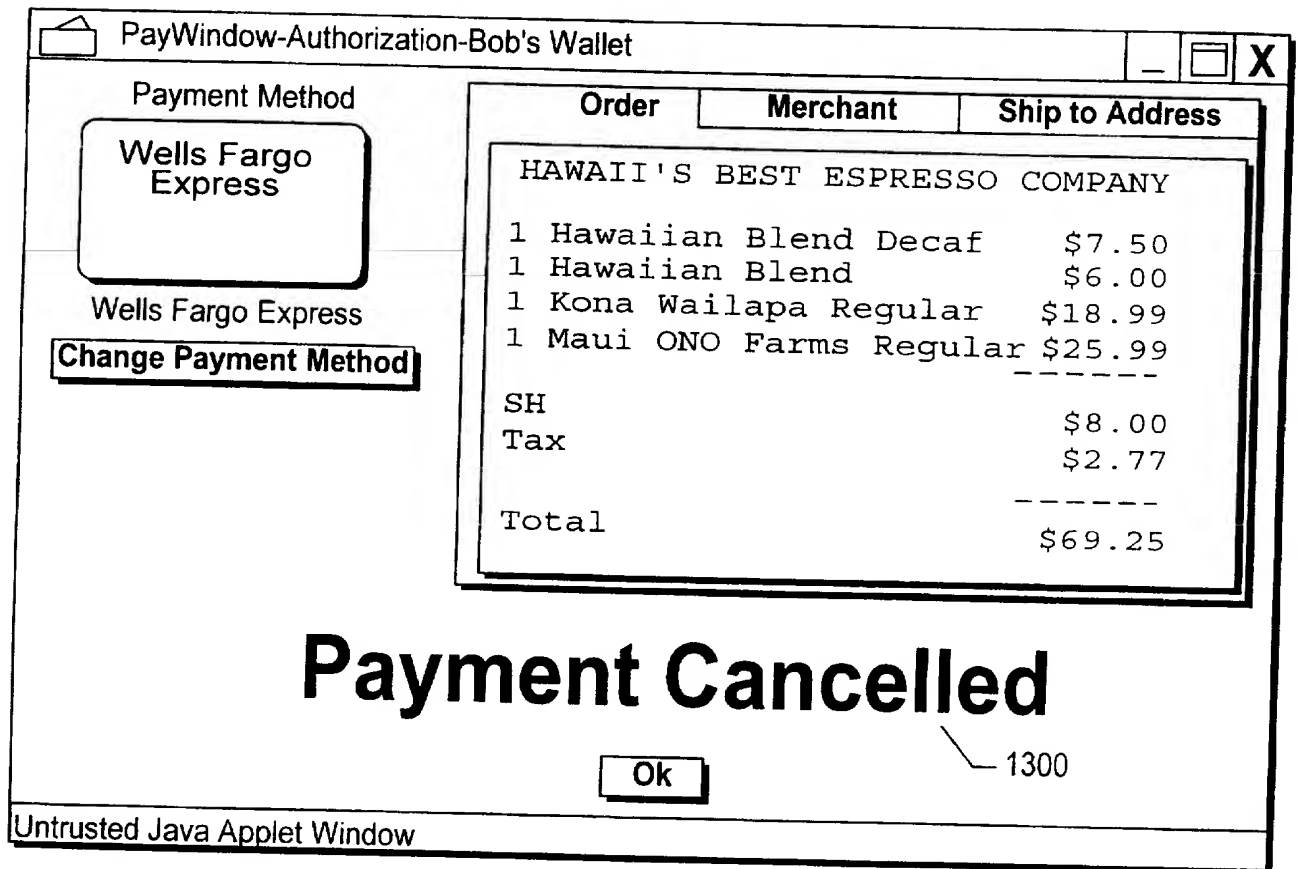 PayWindow-Authorization-Bob's Wallet
_ X
Payment Method
Wells Fargo
Express
Wells Fargo Express
Change Payment Method
Order Merchant Ship to Address
HAWAII'S BEST ESPRESSO COMPANY
1 Hawaiian Blend Decaf $7.50
1 Hawaiian Blend $6.00
1 Kona Wailapa Regular $18.99
1 Maui ONO Farms Regular $25.99
------
SH $8.00
Tax $2.77
------
Total $69.25
Payment Cancelled
1300
Ok
Untrusted Java Applet Window